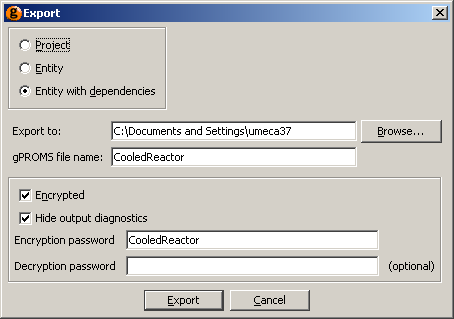 Export
Project
Entity
Entity with dependencies
Export to: C:\Documents and Settings\umeca37 Browse...
gPROMS file name: CooledReactor
Encrypted
Hide output diagnostics
Encryption password CooledReactor
Decryption password (optional)
Export Cancel